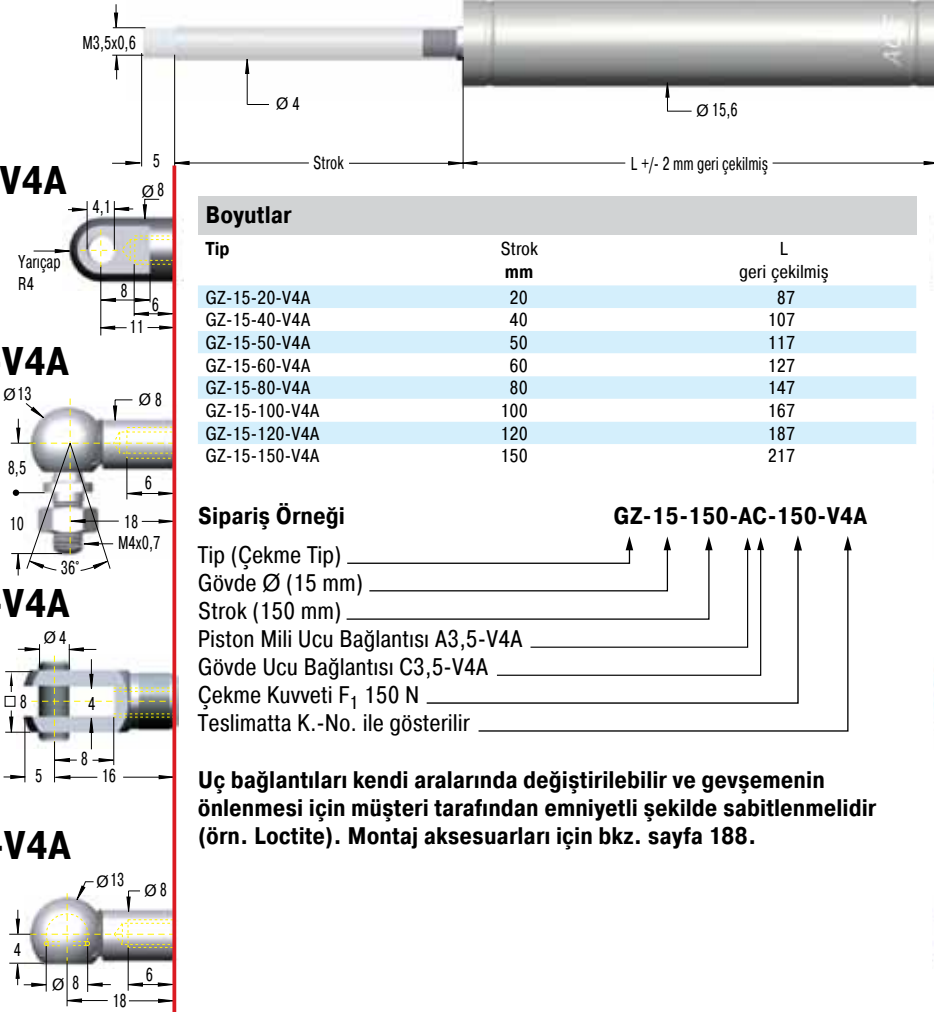 M3,5x0,6
Ø 4
Ø 15,6
5
Strok
L +/- 2 mm geri çekilmiş
V4A
Ø 8
4,1
Yarıçap
R4
8
6
11
V4A
Ø13
Ø 8
8,5
6
10
18
M4x0,7
36°
-V4A
Ø 4
□ 8
4
8
5
16
-V4A
Ø13
Ø 8
4
Ø 8
6
18
Boyutlar
Tip Strok L
mm geri çekilmiş
GZ-15-20-V4A 20 87
GZ-15-40-V4A 40 107
GZ-15-50-V4A 50 117
GZ-15-60-V4A 60 127
GZ-15-80-V4A 80 147
GZ-15-100-V4A 100 167
GZ-15-120-V4A 120 187
GZ-15-150-V4A 150 217
Sipariş Örneği GZ-15-150-AC-150-V4A
Tip (Çekme Tip)
Gövde Ø (15 mm)
Strok (150 mm)
Piston Mili Ucu Bağlantısı A3,5-V4A
Gövde Ucu Bağlantısı C3,5-V4A
Çekme Kuvveti F₁ 150 N
Teslimatta K.-No. ile gösterilir
Uç bağlantıları kendi aralarında değiştirilebilir ve gevşemenin
önlenmesi için müşteri tarafından emniyetli şekilde sabitlenmelidir
(örn. Loctite). Montaj aksesuarları için bkz. sayfa 188.